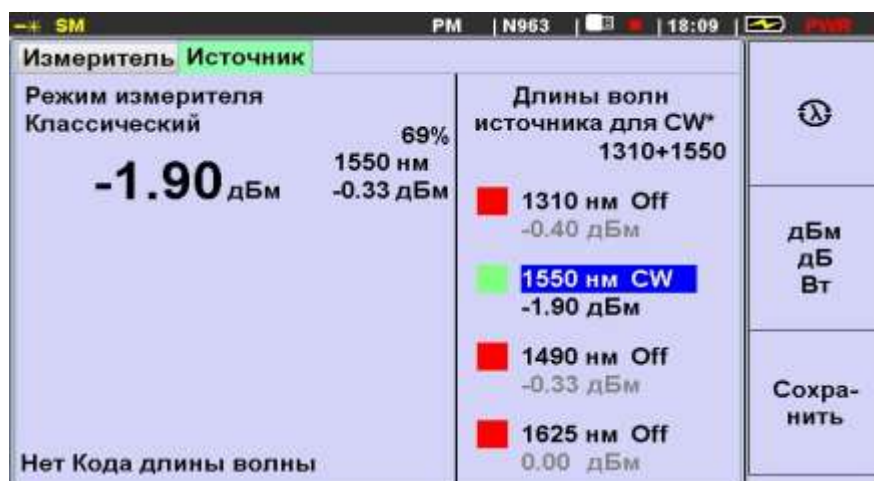 SM PM | N963 | | 18:09 | PWR
Измеритель Источник
Режим измерителя
Классический
69%
1550 нм
-1.90 дБм
-0.33 дБм
Нет Кода длины волны
Длины волн
источника для CW*
1310+1550
1310 нм Off
-0.40 дБм
1550 нм CW
-1.90 дБм
1490 нм Off
-0.33 дБм
1625 нм Off
0.00 дБм
λ
дБм
дБ
Вт
Сохра-
нить